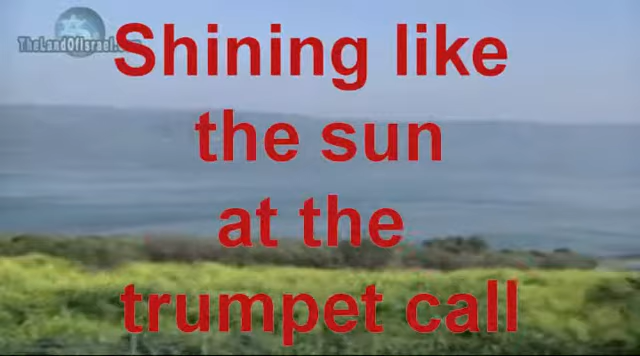 TheLandOfIsrael.c
Shining like
the sun
at the
trumpet call